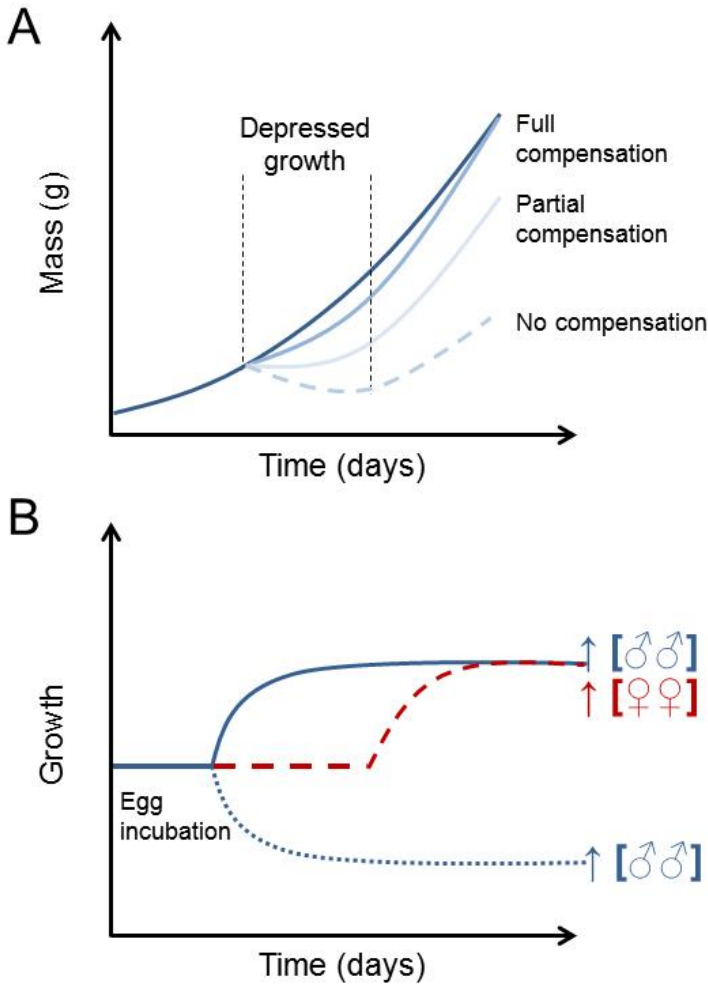 A
Depressed
growth
Full
compensation
Partial
compensation
No compensation
Mass (g)
Time (days)
B
↑ [♂♂]
↑ [♀♀]
Growth
Egg
incubation
↑ [♂♂]
Time (days)